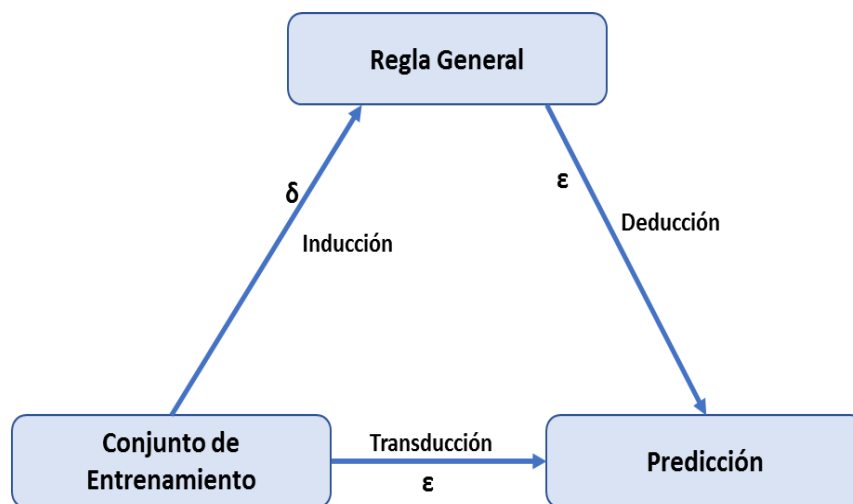 Regla General
δ
ε
Inducción
Deducción
Conjunto de
Entrenamiento
Transducción
ε
Predicción